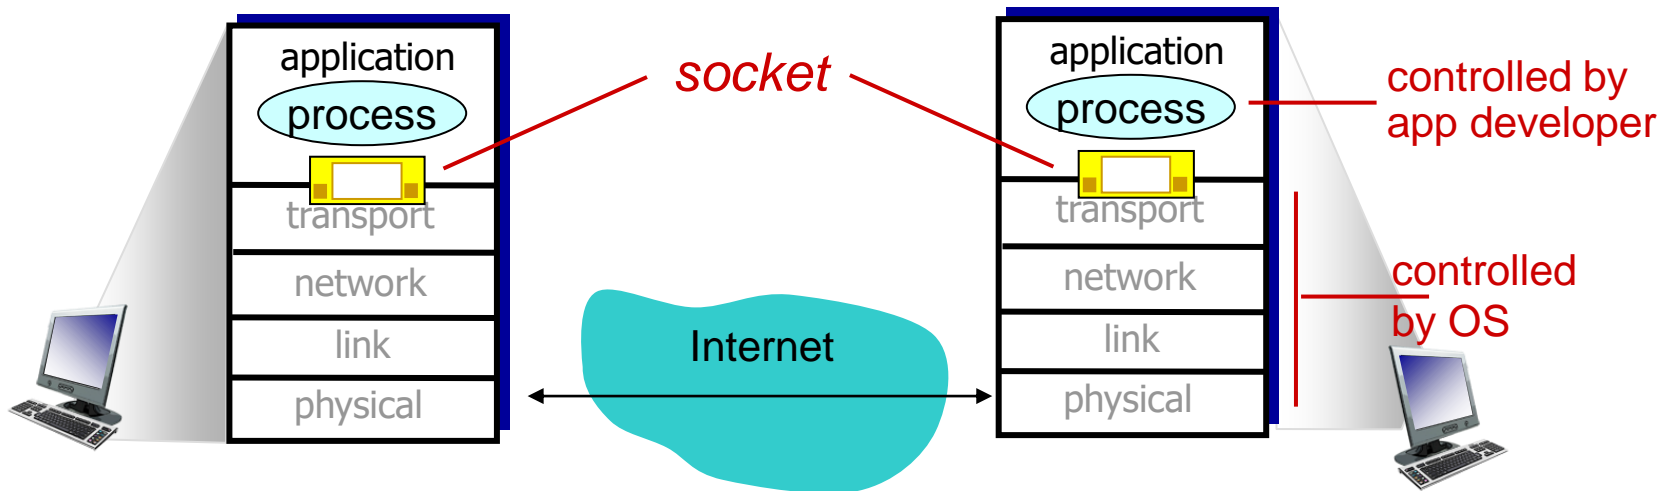 application
process
transport
network
link
physical
socket
Internet
application
process
transport
network
link
physical
controlled by
app developer
controlled
by OS